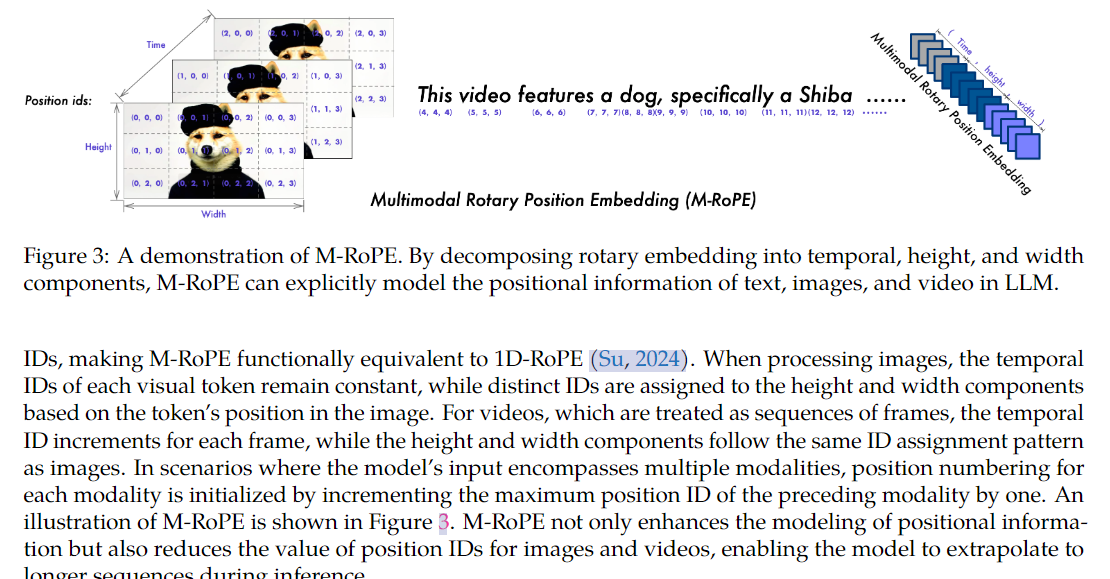 Time
(2, 0, 0) (2, 0, 1) (2, 0, 2) (2, 0, 3)
(2, 1, 3)
(2, 2, 3)
(1, 0, 0) (1, 0, 1) (1, 0, 2) (1, 0, 3)
(1, 1, 3)
(1, 2, 3)
Position ids:
(0, 0, 0) (0, 0, 1) (0, 0, 2) (0, 0, 3)
Height
(0, 1, 0) (0, 1, 1) (0, 1, 2) (0, 1, 3)
(0, 2, 0) (0, 2, 1) (0, 2, 2) (0, 2, 3)
Width
This video features a dog, specifically a Shiba ......
(4, 4, 4) (5, 5, 5) (6, 6, 6) (7, 7, 7)(8, 8, 8)(9, 9, 9) (10, 10, 10) (11, 11, 11)(12, 12, 12) ......
( Time , height , width )
Multimodal Rotary Position Embedding
Multimodal Rotary Position Embedding (M-RoPE)
Figure 3: A demonstration of M-RoPE. By decomposing rotary embedding into temporal, height, and width
components, M-RoPE can explicitly model the positional information of text, images, and video in LLM.
IDs, making M-RoPE functionally equivalent to 1D-RoPE (Su, 2024). When processing images, the temporal
IDs of each visual token remain constant, while distinct IDs are assigned to the height and width components
based on the token's position in the image. For videos, which are treated as sequences of frames, the temporal
ID increments for each frame, while the height and width components follow the same ID assignment pattern
as images. In scenarios where the model's input encompasses multiple modalities, position numbering for
each modality is initialized by incrementing the maximum position ID of the preceding modality by one. An
illustration of M-RoPE is shown in Figure 3. M-RoPE not only enhances the modeling of positional informa-
tion but also reduces the value of position IDs for images and videos, enabling the model to extrapolate to
longer sequences during inference.